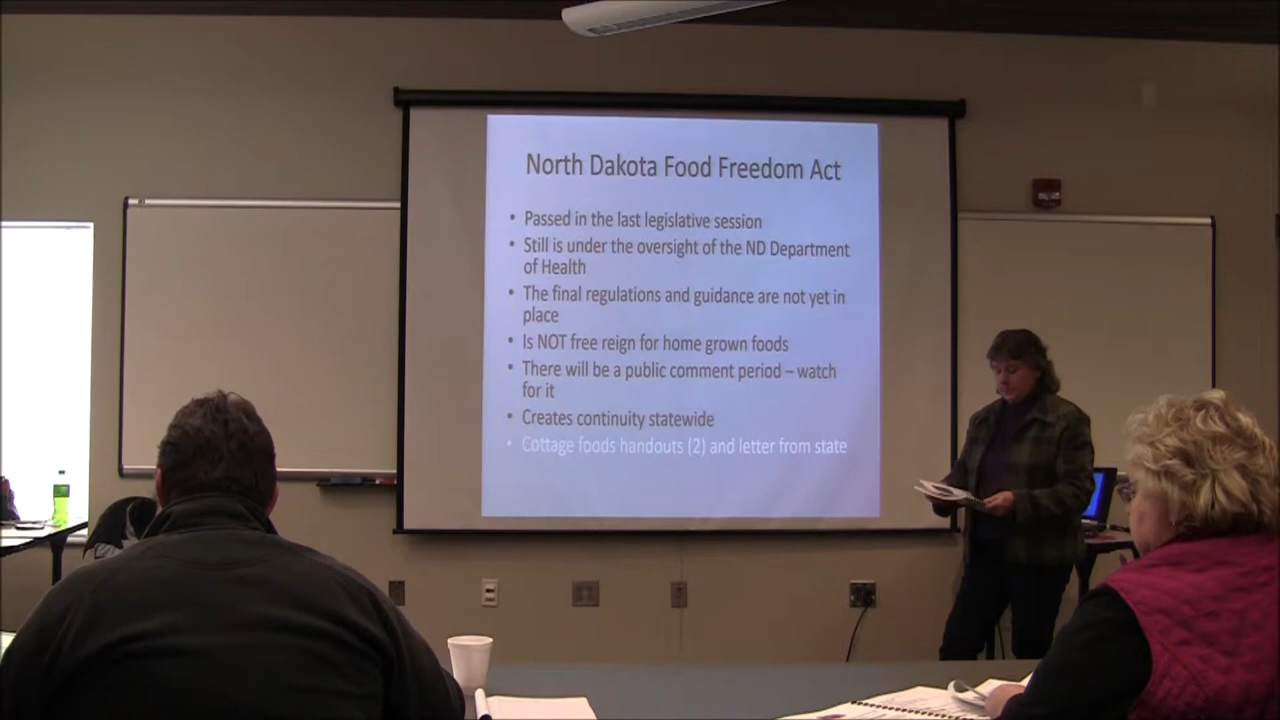 North Dakota Food Freedom Act
• Passed in the last legislative session
• Still is under the oversight of the ND Department
of Health
• The final regulations and guidance are not yet in
place
• Is NOT free reign for home grown foods
• There will be a public comment period – watch
for it
• Creates continuity statewide
• Cottage foods handouts (2) and letter from state